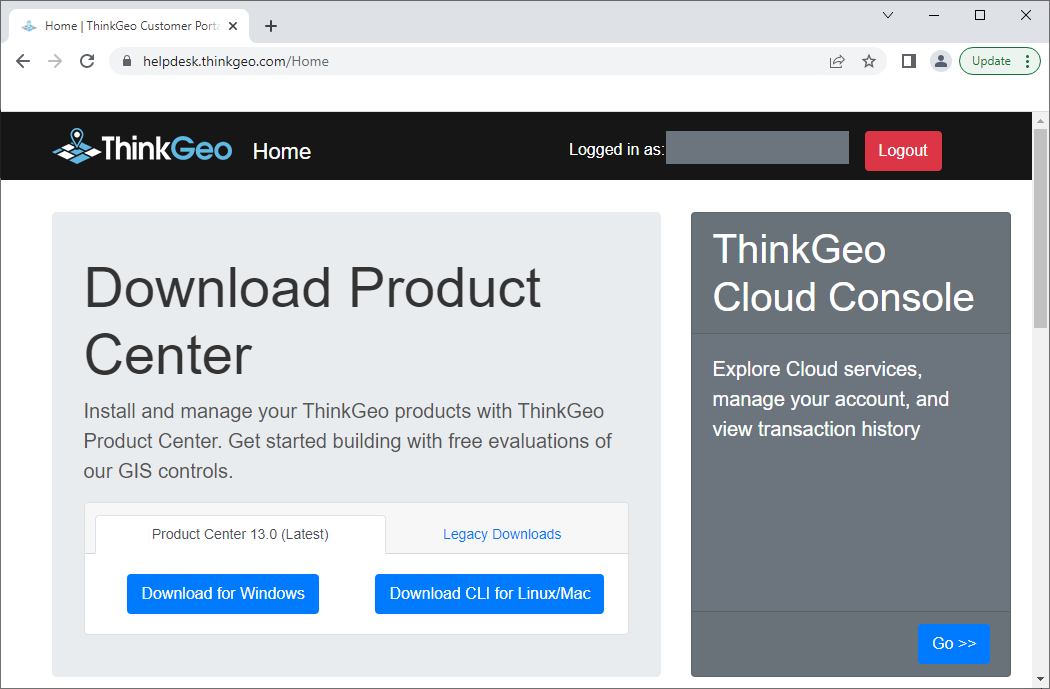 Home | ThinkGeo Customer Porta
helpdesk.thinkgeo.com/Home
Update
ThinkGeo
Home
Logged in as:
Logout
Download Product
Center
Install and manage your ThinkGeo products with ThinkGeo
Product Center. Get started building with free evaluations of
our GIS controls.
Product Center 13.0 (Latest)
Legacy Downloads
Download for Windows
Download CLI for Linux/Mac
ThinkGeo
Cloud Console
Explore Cloud services,
manage your account, and
view transaction history
Go >>